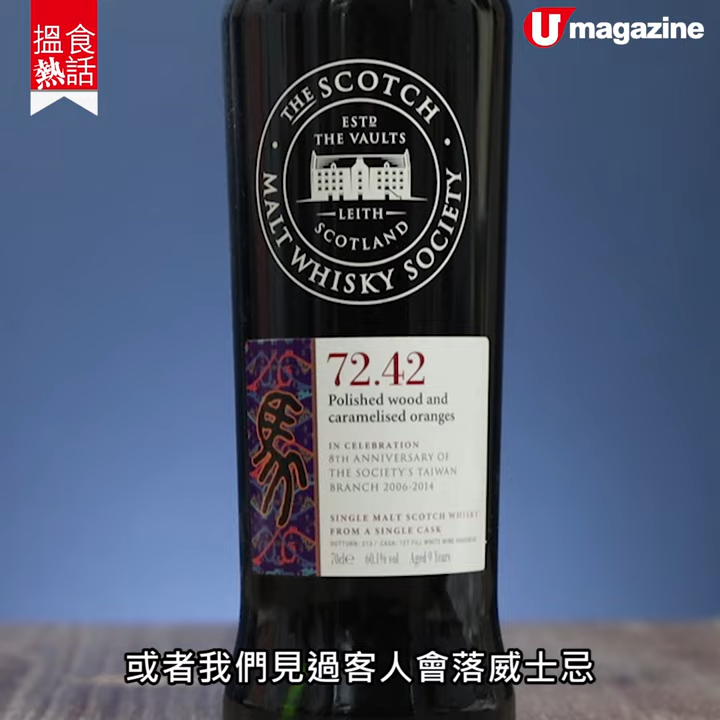 搵食
熱話
U magazine
THE SCOTCH
MALT WHISKY SOCIETY
ESTD
THE VAULTS
LEITH
SCOTLAND
馬
72.42
Polished wood and
caramelised oranges
IN CELEBRATION
8TH ANNIVERSARY OF
THE SOCIETY'S TAIWAN
BRANCH 2006-2014
SINGLE MALT SCOTCH WHISKY
FROM A SINGLE CASK
70cl e 60.1% vol Aged 9 Years
或者我們見過客人會落威士忌